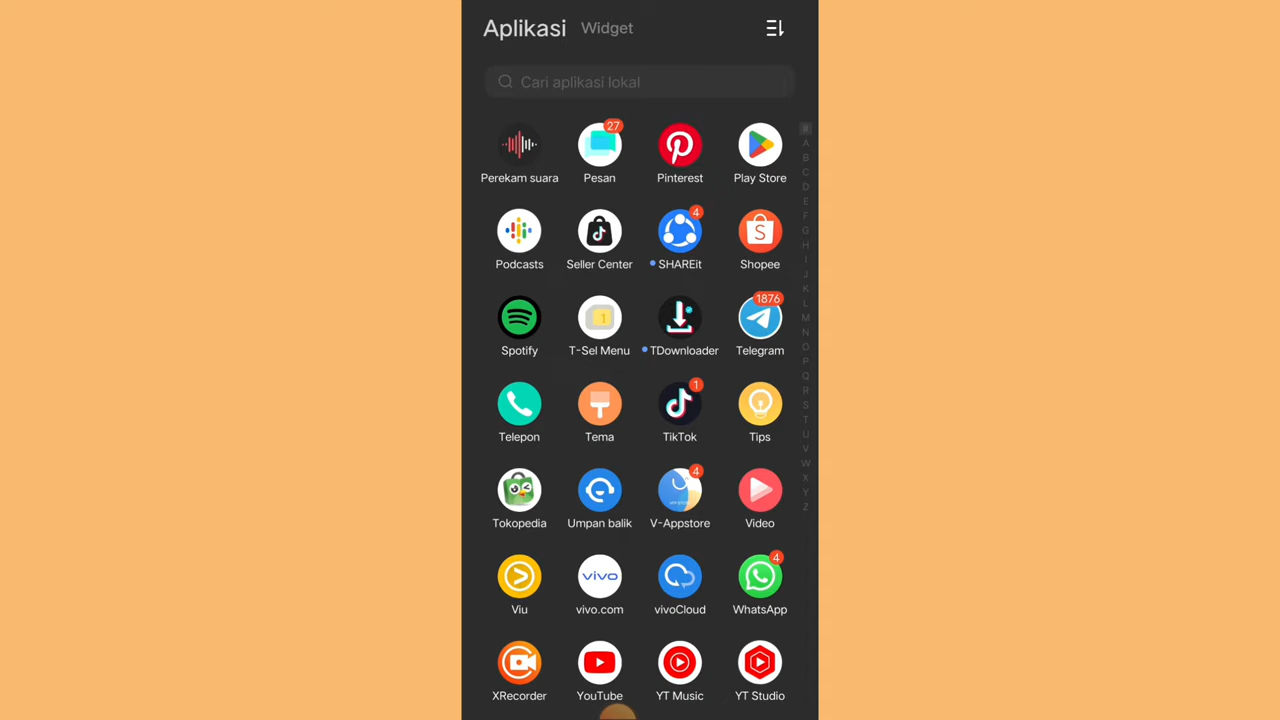 Aplikasi Widget
Cari aplikasi lokal
27
Perekam suara Pesan Pinterest Play Store
4
Podcasts Seller Center SHAREit Shopee
1876
Spotify T-Sel Menu TDownloader Telegram
1
Telepon Tema TikTok Tips
4
Tokopedia Umpan balik V-Appstore Video
vivo
4
Viu vivo.com vivoCloud WhatsApp
XRecorder YouTube YT Music YT Studio
#
A
B
C
D
E
F
G
H
I
J
K
L
M
N
O
P
Q
R
S
T
U
V
W
X
Y
Z